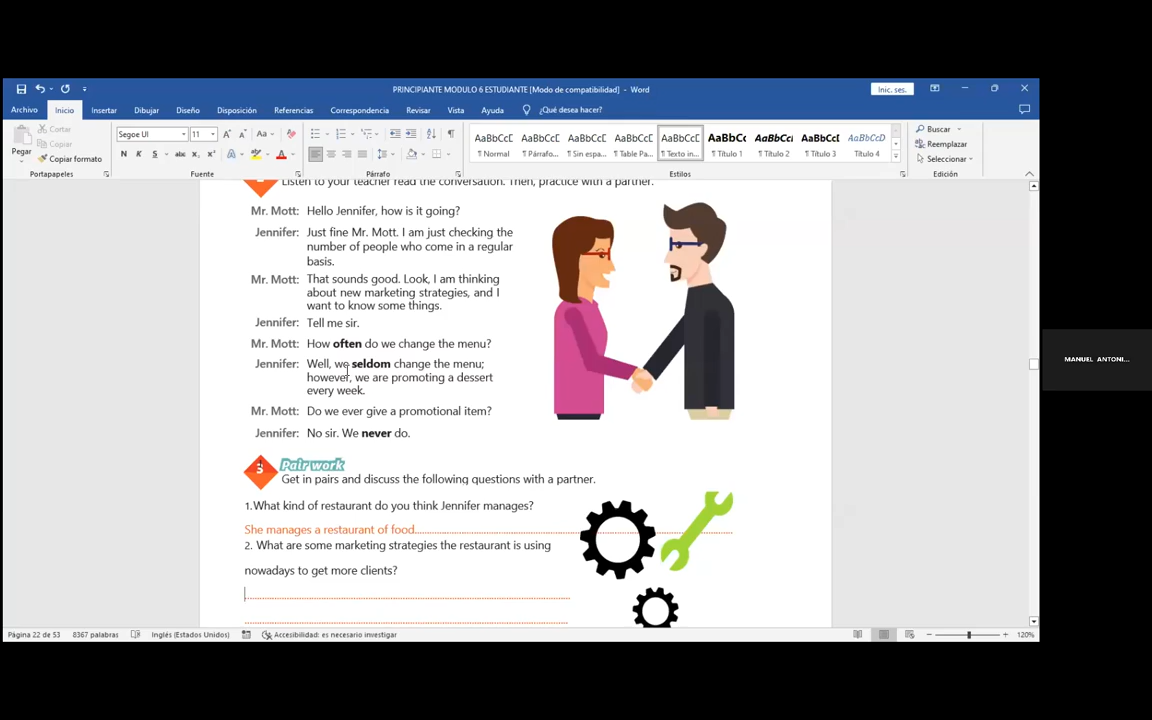 PRINCIPIANTE MODULO 6 ESTUDIANTE [Modo de compatibilidad] - Word
Inic. ses.
Archivo Inicio Insertar Dibujar Diseño Disposición Referencias Correspondencia Revisar Vista Ayuda ¿Qué desea hacer?
Pegar
Cortar
Copiar
Copiar formato
Portapapeles
Segoe UI 11
Fuente
Párrafo
AaBbCcD AaBbCcD AaBbCcD AaBbCcD AaBbCcD AaBbCc AaBbCcI AaBbCcl AaBbCcD
¶ Normal ¶ Párrafo... ¶ Sin espa... ¶ Table Pa... ¶ Texto in... ¶ Título 1 ¶ Título 2 ¶ Título 3 ¶ Título 4
Estilos
Buscar
Reemplazar
Seleccionar
Edición
Listen to your teacher read the conversation. Then, practice with a partner.
Mr. Mott: Hello Jennifer, how is it going?
Jennifer: Just fine Mr. Mott. I am just checking the
number of people who come in a regular
basis.
Mr. Mott: That sounds good. Look, I am thinking
about new marketing strategies, and I
want to know some things.
Jennifer: Tell me sir.
Mr. Mott: How often do we change the menu?
Jennifer: Well, we seldom change the menu;
however, we are promoting a dessert
every week.
Mr. Mott: Do we ever give a promotional item?
Jennifer: No sir. We never do.
3 Pair work
Get in pairs and discuss the following questions with a partner.
1.What kind of restaurant do you think Jennifer manages?
She manages a restaurant of food
2. What are some marketing strategies the restaurant is using
nowadays to get more clients?
MANUEL ANTONI...
Página 22 de 53 8367 palabras Inglés (Estados Unidos) Accesibilidad: es necesario investigar 120%